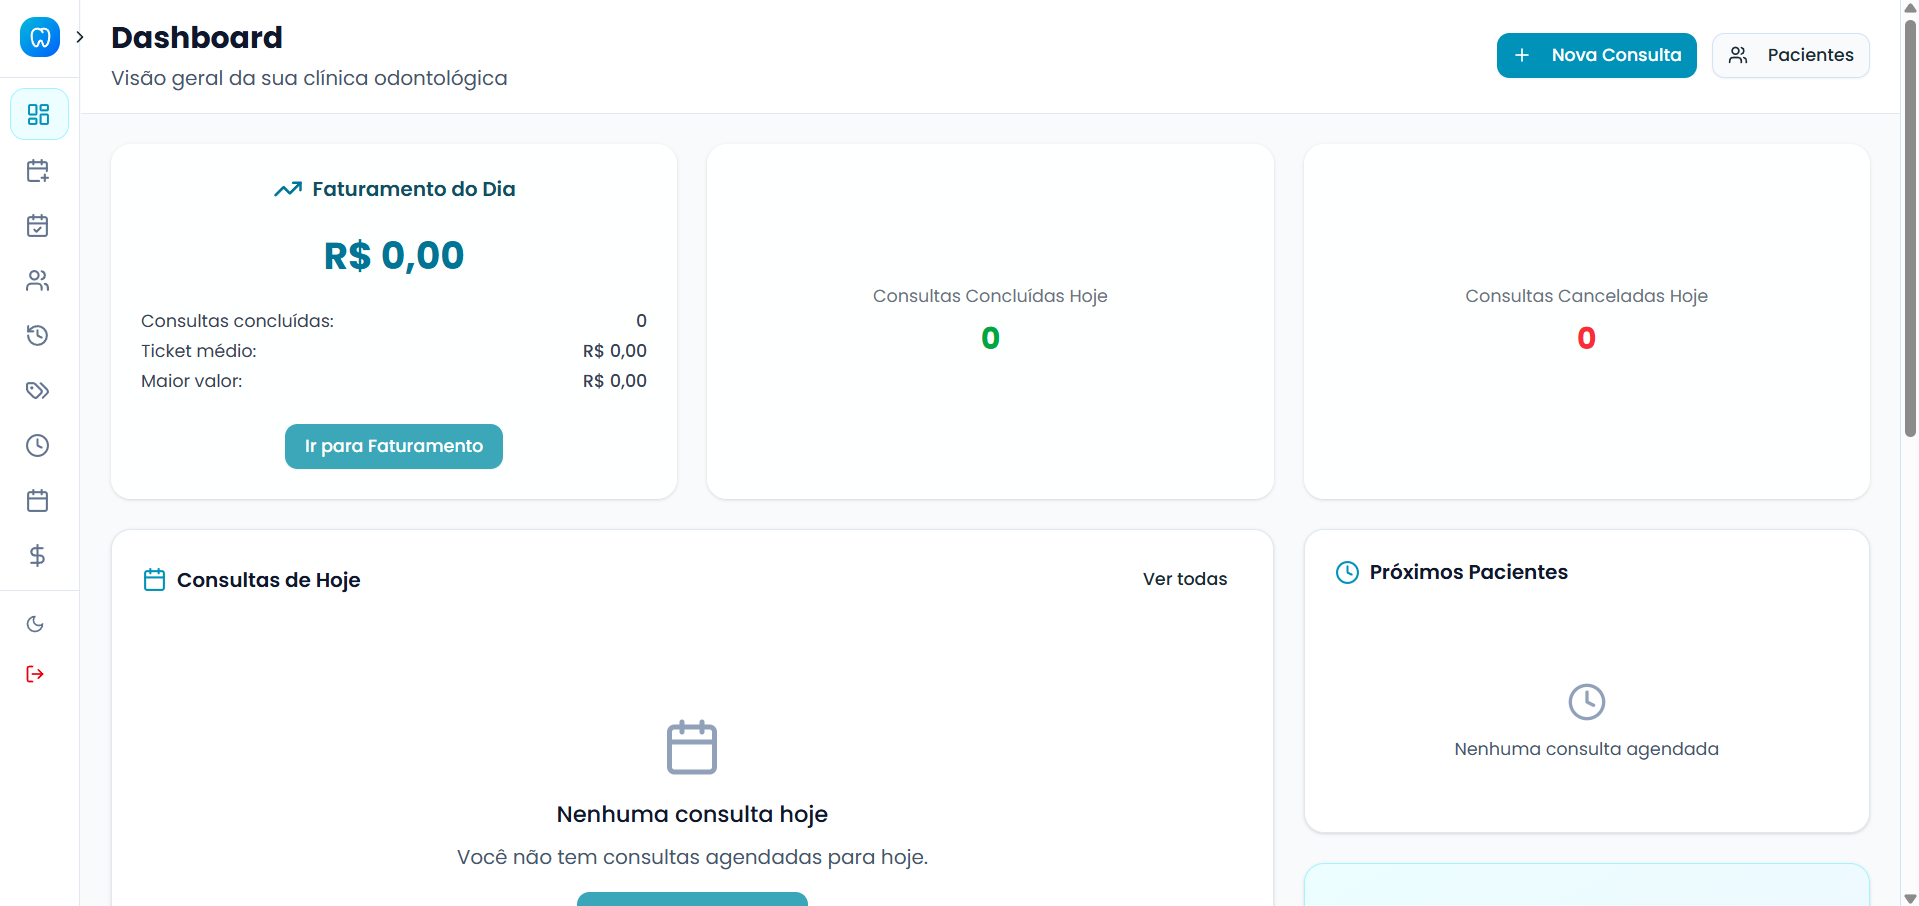 Dashboard
Visão geral da sua clínica odontológica
Nova Consulta
Pacientes
Faturamento do Dia
R$ 0,00
Consultas concluídas: 0
Ticket médio: R$ 0,00
Maior valor: R$ 0,00
Ir para Faturamento
Consultas Concluídas Hoje
0
Consultas Canceladas Hoje
0
Consultas de Hoje
Ver todas
Nenhuma consulta hoje
Você não tem consultas agendadas para hoje.
Próximos Pacientes
Nenhuma consulta agendada